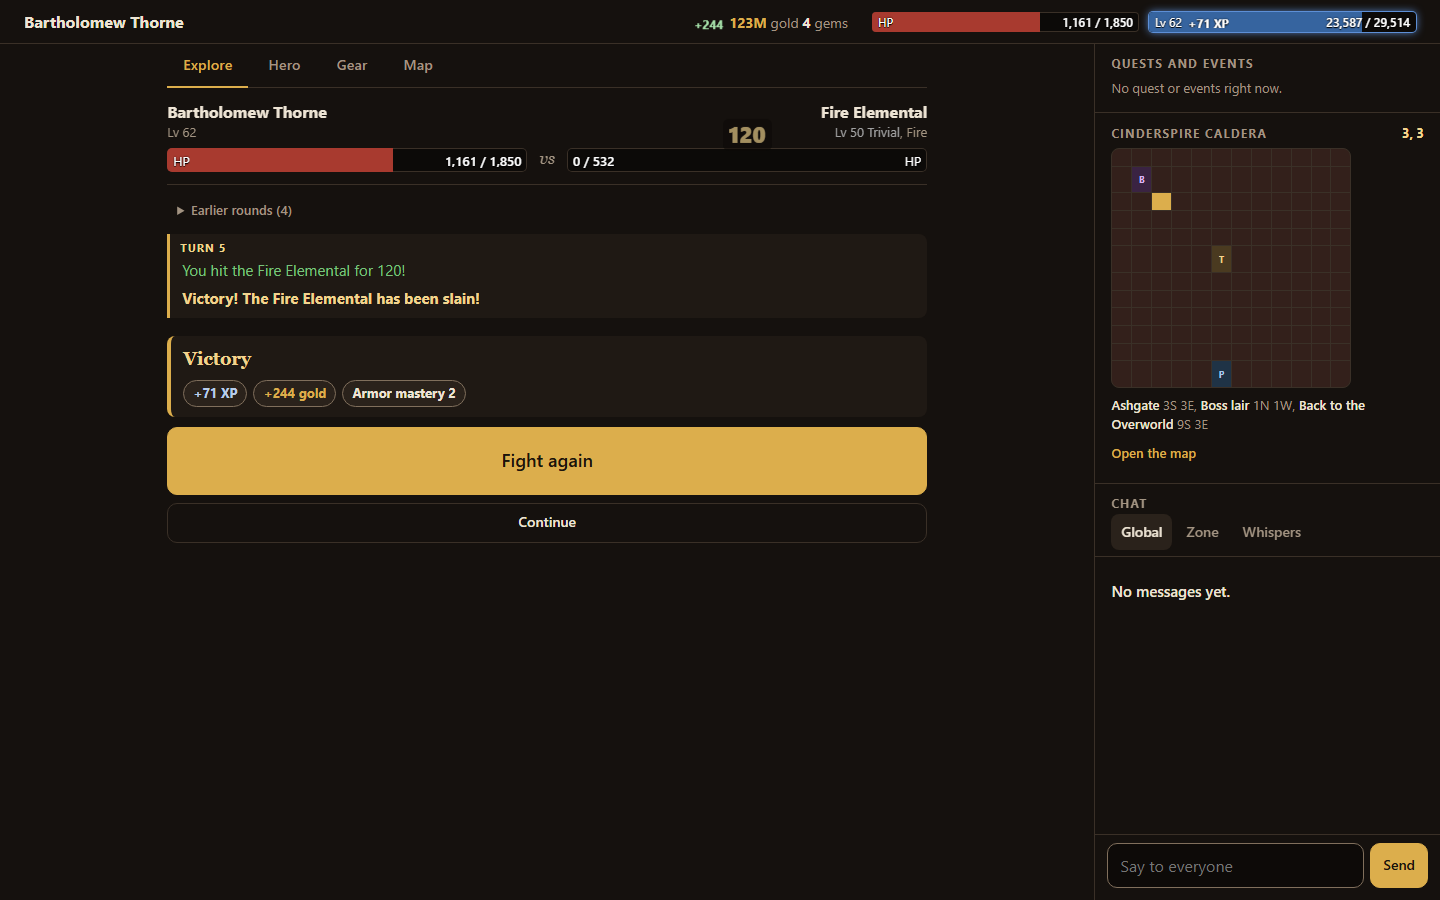 Bartholomew Thorne
+244 123M gold 4 gems
HP 1,161 / 1,850
Lv 62 +71 XP 23,587 / 29,514
Explore Hero Gear Map
Bartholomew Thorne
Lv 62
120
Fire Elemental
Lv 50 Trivial, Fire
HP 1,161 / 1,850
VS
0 / 532 HP
▶ Earlier rounds (4)
TURN 5
You hit the Fire Elemental for 120!
Victory! The Fire Elemental has been slain!
Victory
+71 XP +244 gold Armor mastery 2
Fight again
Continue
QUESTS AND EVENTS
No quest or events right now.
CINDERSPIRE CALDERA 3, 3
B
T
P
Ashgate 3S 3E, Boss lair 1N 1W, Back to the
Overworld 9S 3E
Open the map
CHAT
Global Zone Whispers
No messages yet.
Say to everyone Send